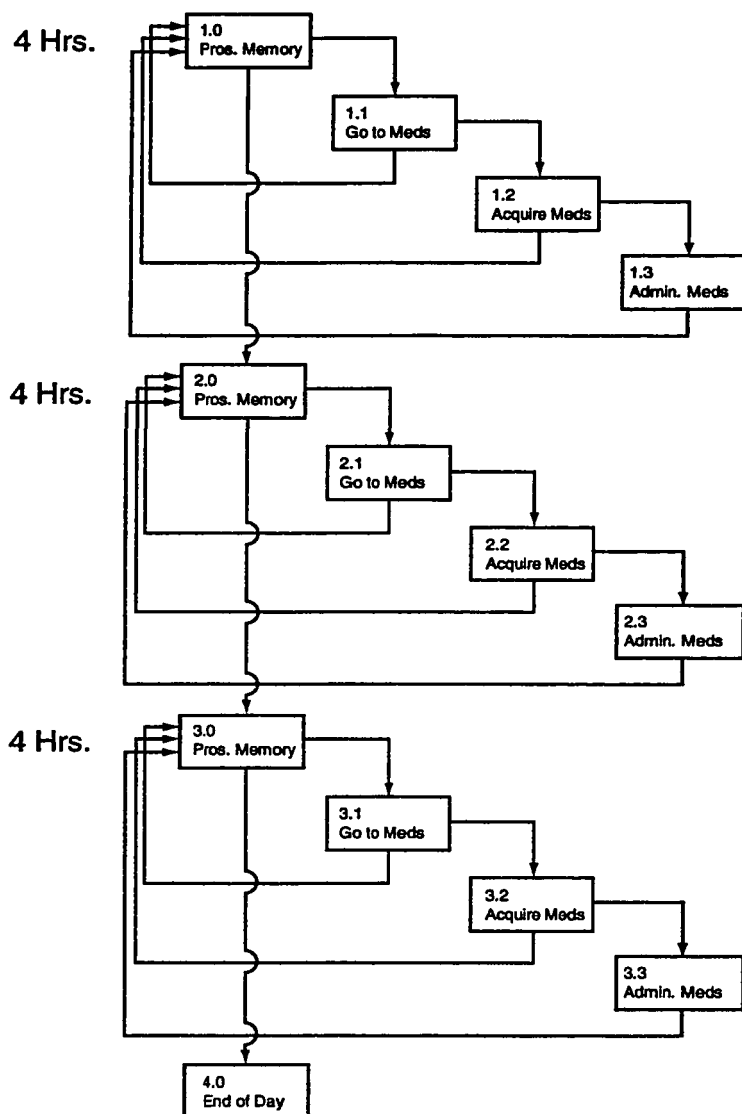 4 Hrs.
1.0
Pros. Memory
1.1
Go to Meds
1.2
Acquire Meds
1.3
Admin. Meds
4 Hrs.
2.0
Pros. Memory
2.1
Go to Meds
2.2
Acquire Meds
2.3
Admin. Meds
4 Hrs.
3.0
Pros. Memory
3.1
Go to Meds
3.2
Acquire Meds
3.3
Admin. Meds
4.0
End of Day